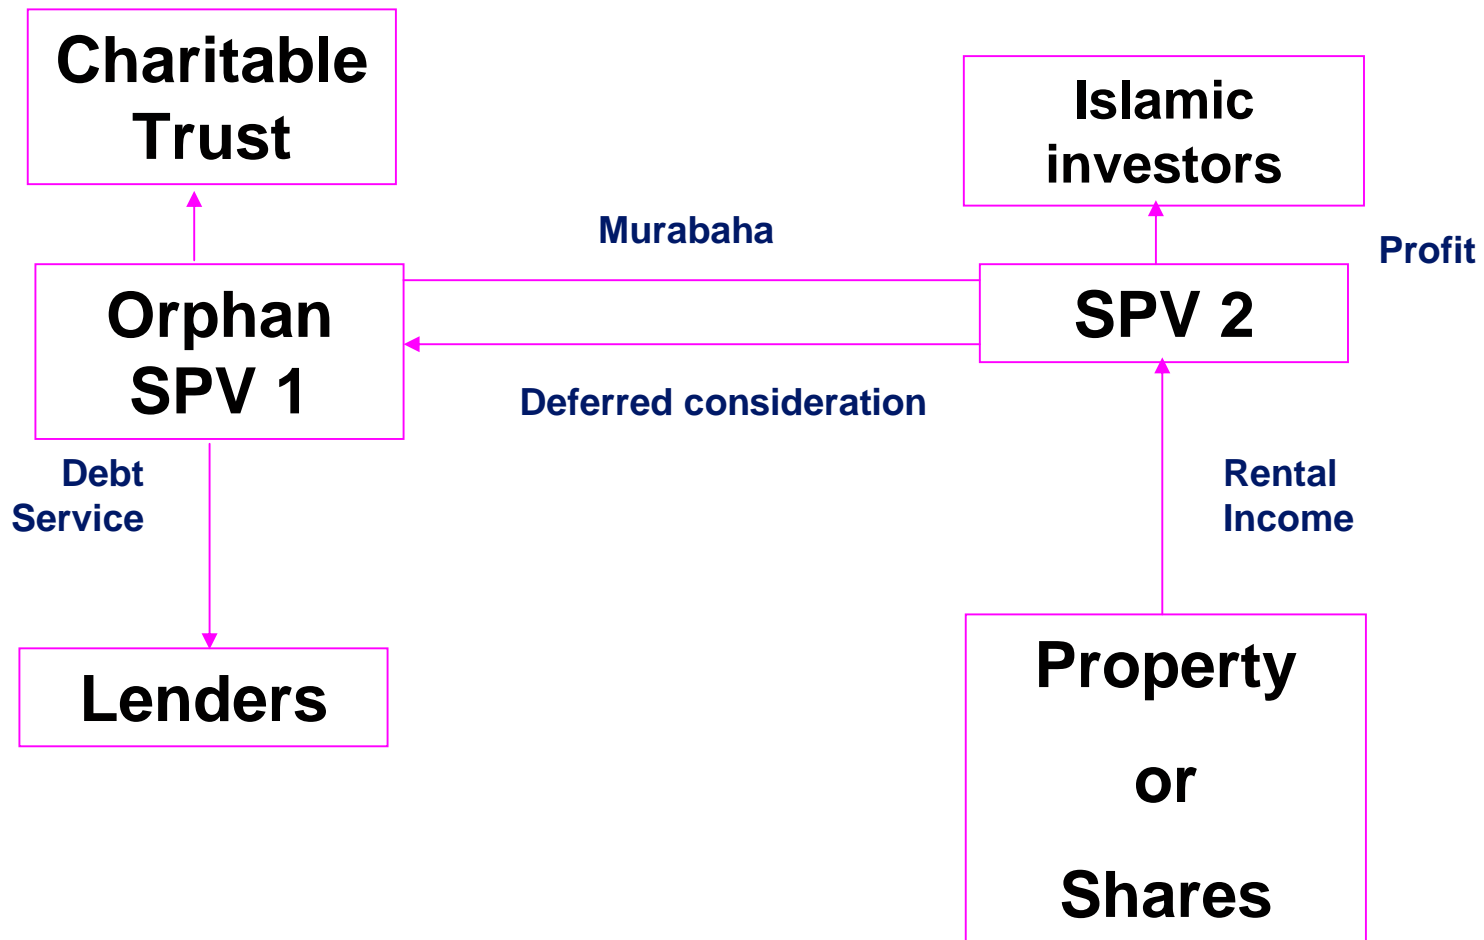 Charitable
Trust
Islamic
investors
Murabaha
Profit
Orphan
SPV 1
SPV 2
Deferred consideration
Debt
Service
Rental
Income
Lenders
Property
or
Shares